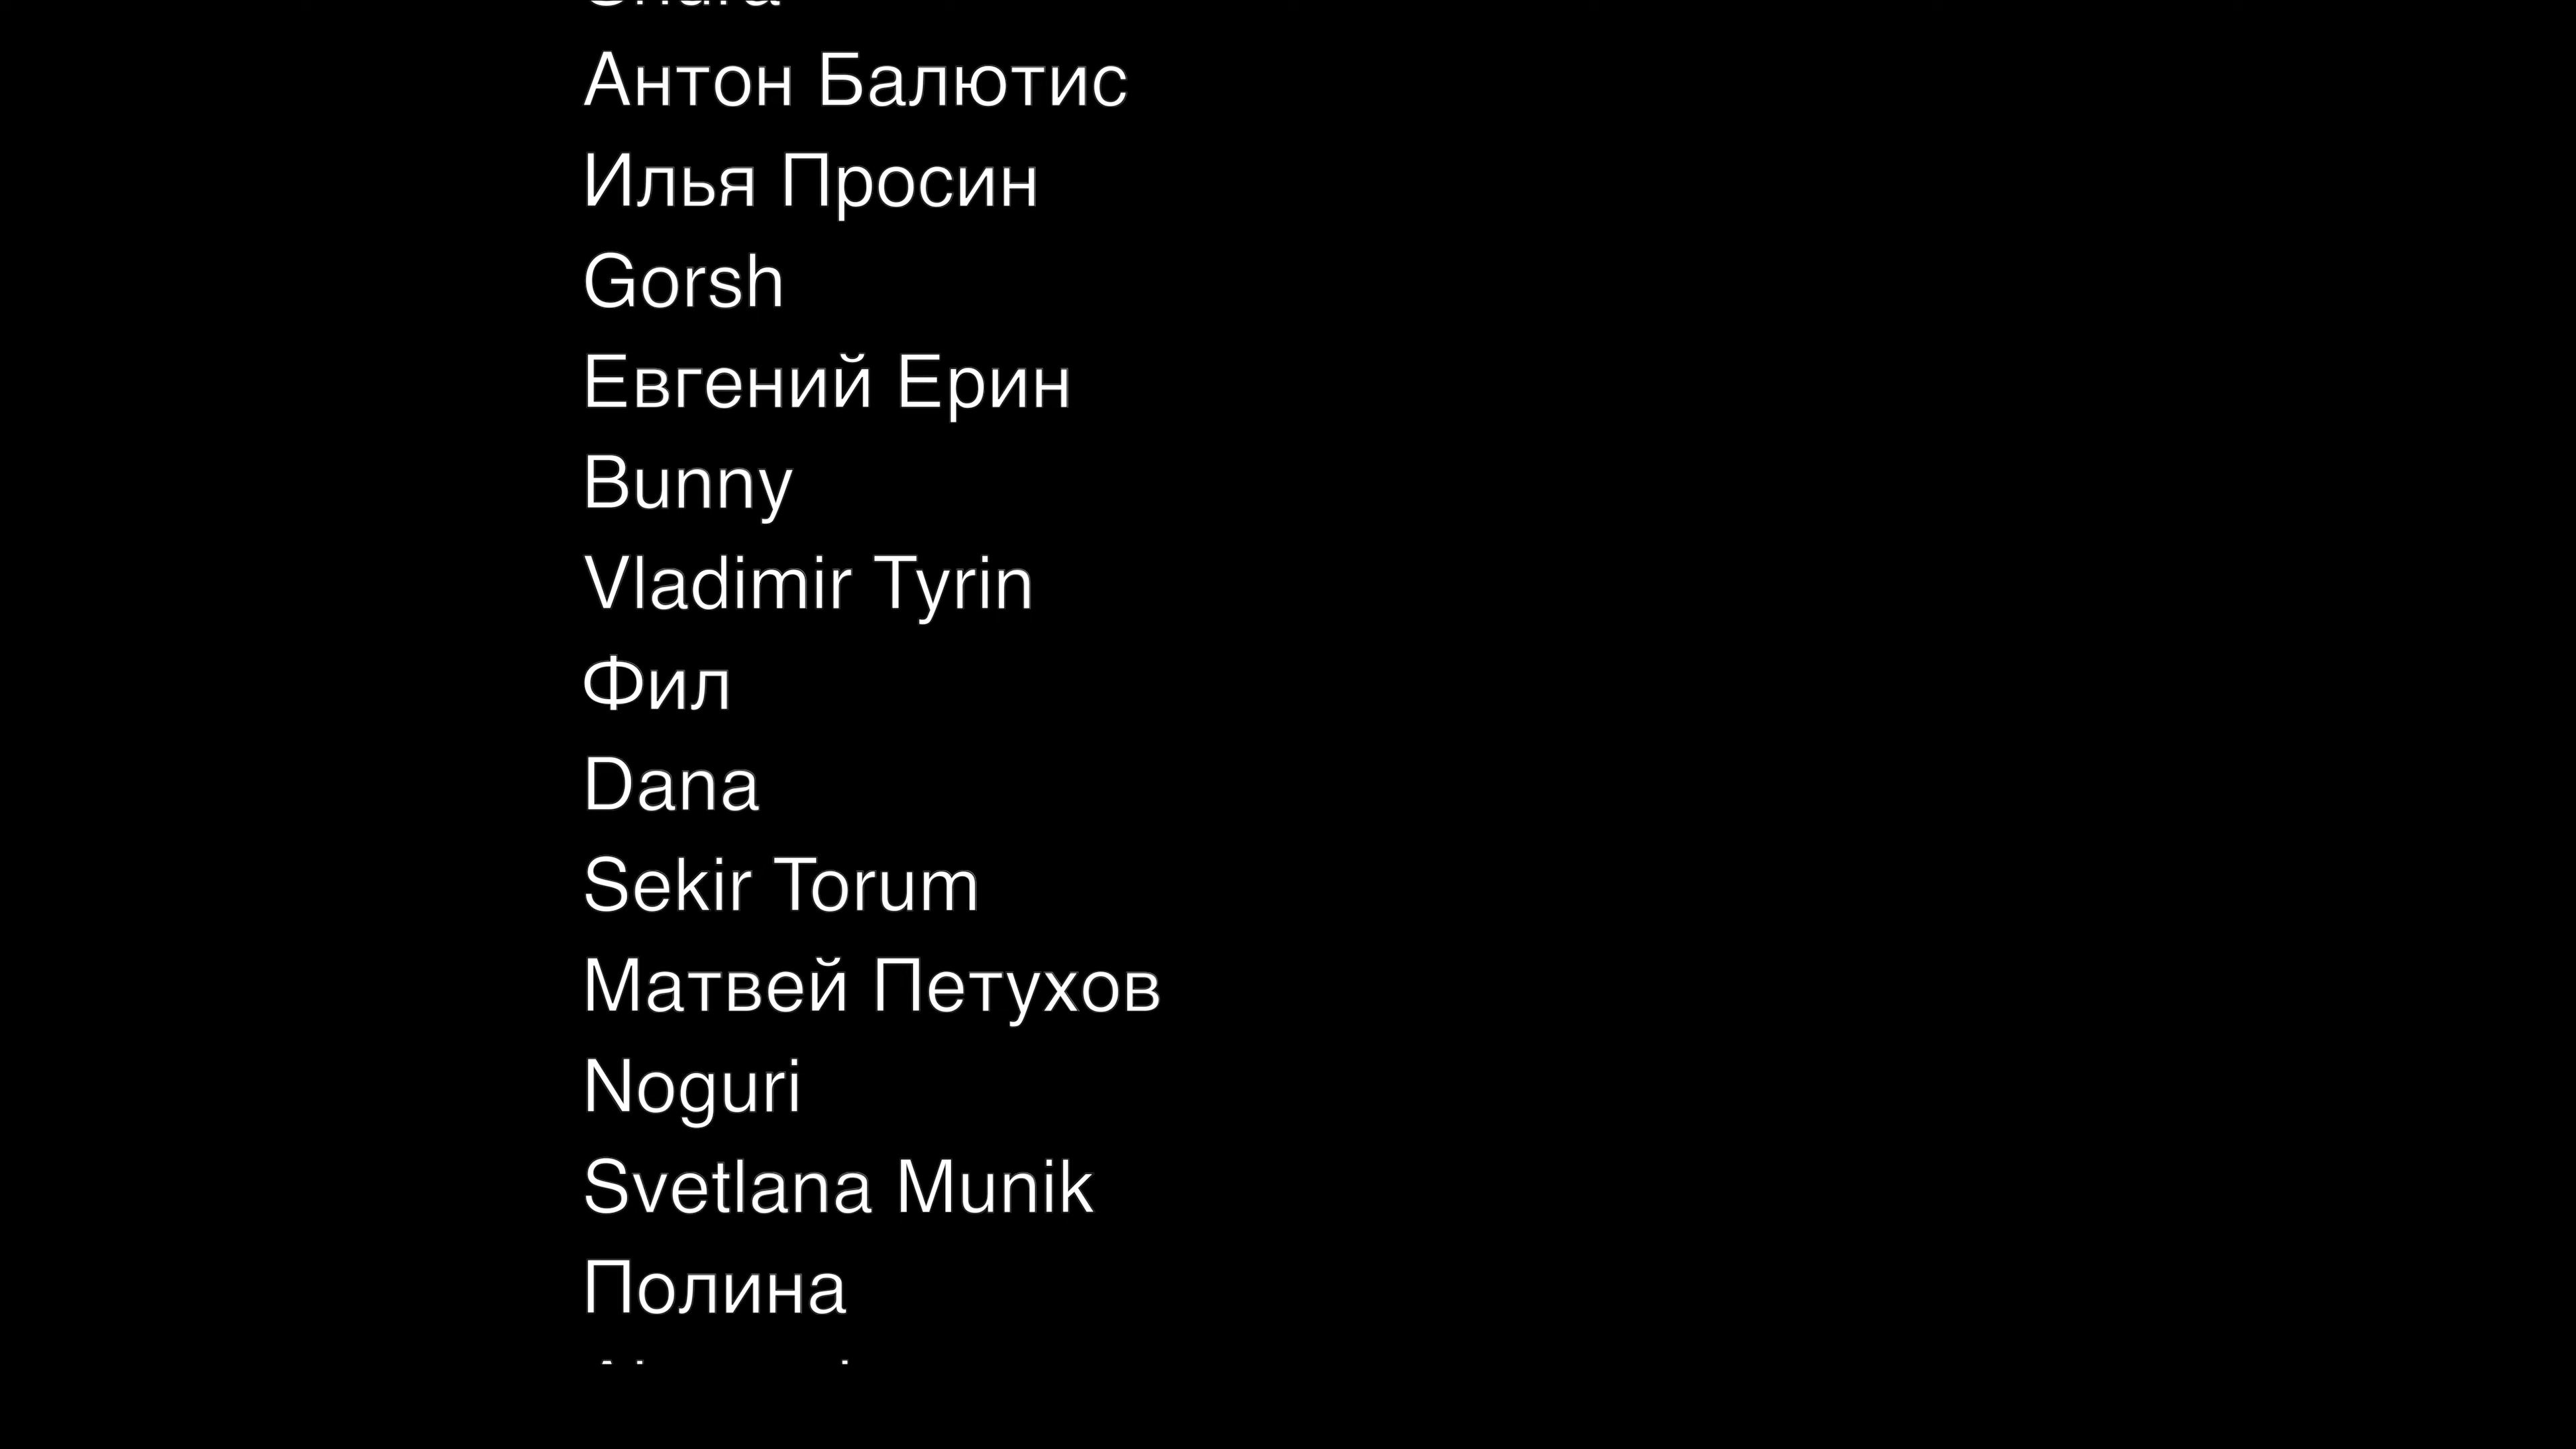 Антон Балютис
Илья Просин
Gorsh
Евгений Ерин
Bunny
Vladimir Tyrin
Фил
Dana
Sekir Torum
Матвей Петухов
Noguri
Svetlana Munik
Полина